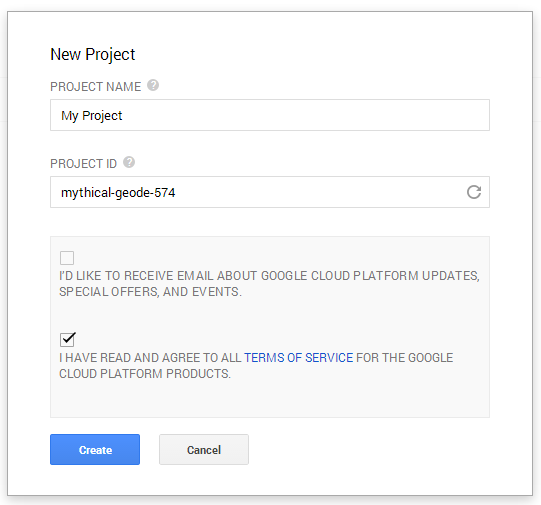 New Project
PROJECT NAME ?
My Project
PROJECT ID ?
mythical-geode-574
I'D LIKE TO RECEIVE EMAIL ABOUT GOOGLE CLOUD PLATFORM UPDATES,
SPECIAL OFFERS, AND EVENTS.
I HAVE READ AND AGREE TO ALL TERMS OF SERVICE FOR THE GOOGLE
CLOUD PLATFORM PRODUCTS.
Create
Cancel